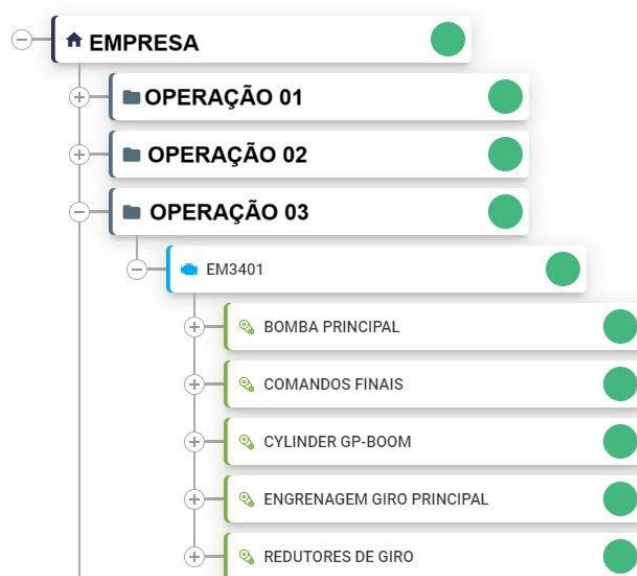 EMPRESA
OPERAÇÃO 01
OPERAÇÃO 02
OPERAÇÃO 03
EM3401
BOMBA PRINCIPAL
COMANDOS FINAIS
CYLINDER GP-BOOM
ENGRENAGEM GIRO PRINCIPAL
REDUTORES DE GIRO